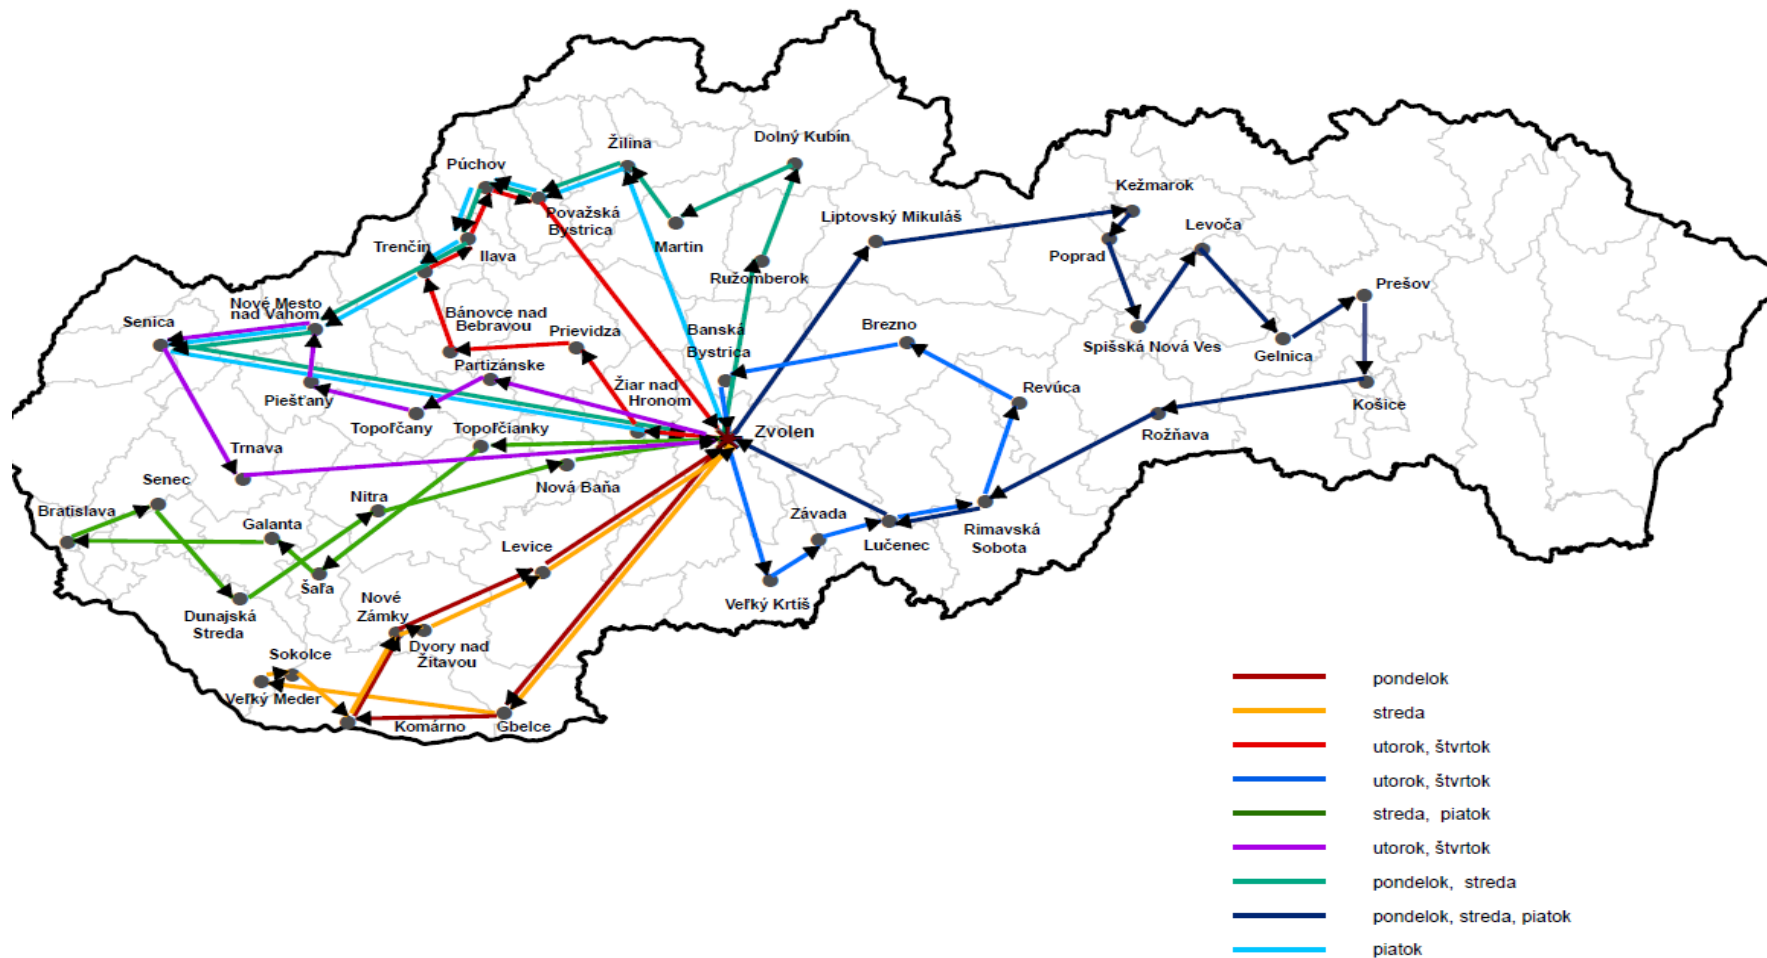 Dolný Kubín
Žilina
Púchov
Kežmarok
Považská
Bystrica
Liptovský Mikuláš
Levoča
Martin
Trenčín
Ilava
Poprad
Ružomberok
Prešov
Nové Mesto
nad Váhom
Senica
Bánovce nad
Bebravou
Prievidza
Banská
Bystrica
Brezno
Spišská Nová Ves
Gelnica
Partizánske
Žiar nad
Hronom
Revúca
Piešťany
Košice
Topoľčany
Topoľčianky
Zvolen
Rožňava
Trnava
Senec
Nová Baňa
Nitra
Bratislava
Galanta
Závada
Rimavská
Sobota
Levice
Lučenec
Šaľa
Nové
Zámky
Veľký Krtíš
Dunajská
Streda
Dvory nad
Žitavou
Sokolce
Veľký Meder
Komárno
Gbelce
pondelok
streda
utorok, štvrtok
utorok, štvrtok
streda, piatok
utorok, štvrtok
pondelok, streda
pondelok, streda, piatok
piatok